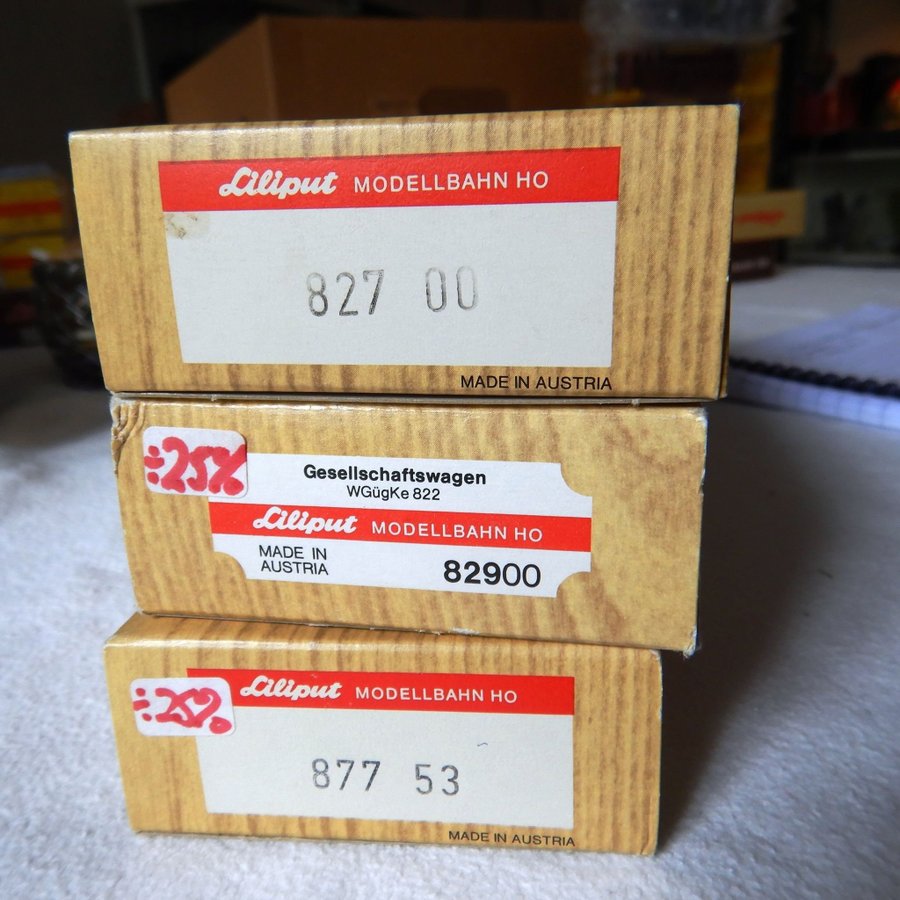 Liliput MODELLBAHN HO
827 00
MADE IN AUSTRIA
÷25%
Gesellschaftswagen
WGügKe 822
Liliput MODELLBAHN HO
MADE IN
AUSTRIA
82900
÷25%
Liliput MODELLBAHN HO
877 53
MADE IN AUSTRIA